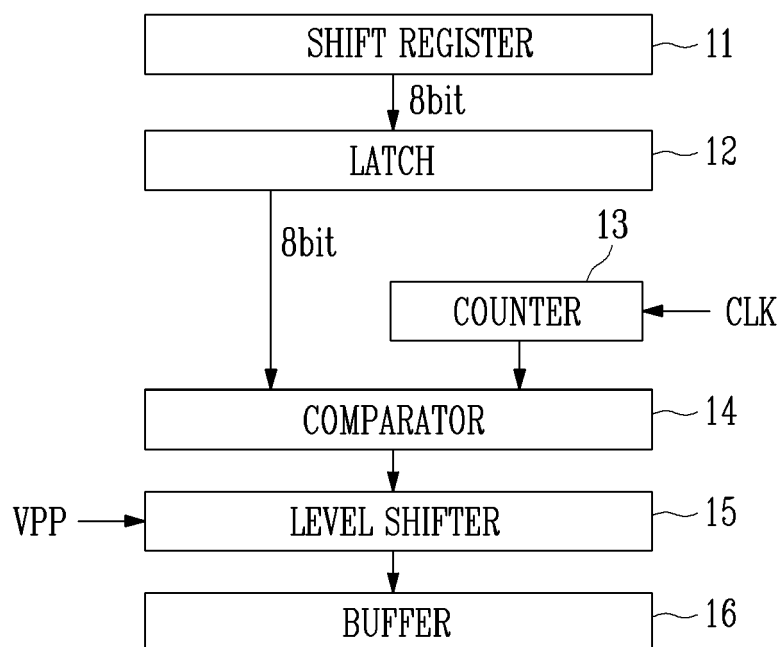 SHIFT REGISTER
11
8bit
LATCH
12
8bit
13
COUNTER
CLK
COMPARATOR
14
VPP
LEVEL SHIFTER
15
BUFFER
16